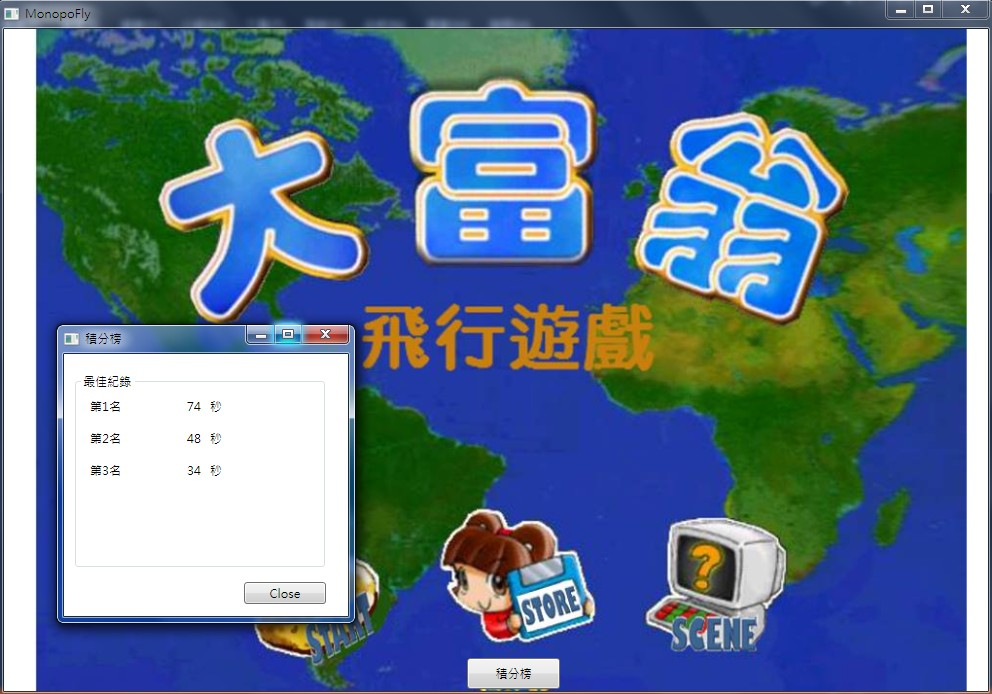 MonopoFly
大富翁
飛行遊戲
積分榜
最佳紀錄
第1名 74 秒
第2名 48 秒
第3名 34 秒
Close
START
STORE
?
SCENE
積分榜